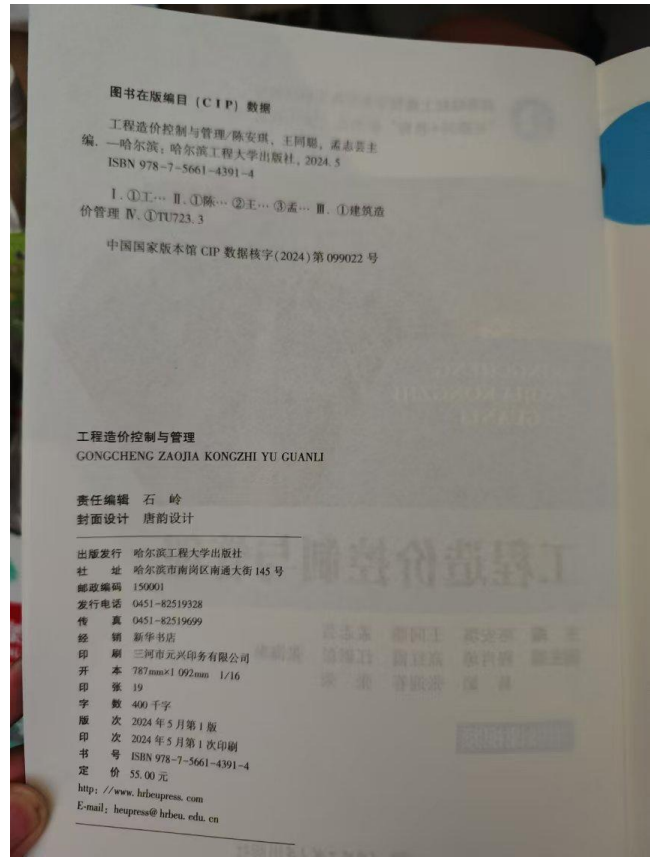 图书在版编目（CIP）数据
工程造价控制与管理/陈安琪，王同聪，孟志芸主
编. —哈尔滨：哈尔滨工程大学出版社，2024.5
ISBN 978-7-5661-4391-4
Ⅰ.①工… Ⅱ.①陈… ②王… ③孟… Ⅲ.①建筑造
价管理 Ⅳ.①TU723.3
中国国家版本馆 CIP 数据核字(2024)第 099022 号
工程造价控制与管理
GONGCHENG ZAOJIA KONGZHI YU GUANLI
责任编辑 石 岭
封面设计 唐韵设计
出版发行 哈尔滨工程大学出版社
社 址 哈尔滨市南岗区南通大街 145 号
邮政编码 150001
发行电话 0451-82519328
传 真 0451-82519699
经 销 新华书店
印 刷 三河市元兴印务有限公司
开 本 787mm×1 092mm 1/16
印 张 19
字 数 400 千字
版 次 2024 年 5 月第 1 版
印 次 2024 年 5 月第 1 次印刷
书 号 ISBN 978-7-5661-4391-4
定 价 55.00 元
http://www.hrbeupress.com
E-mail: heupress@hrbeu.edu.cn
工程造价控制与管理